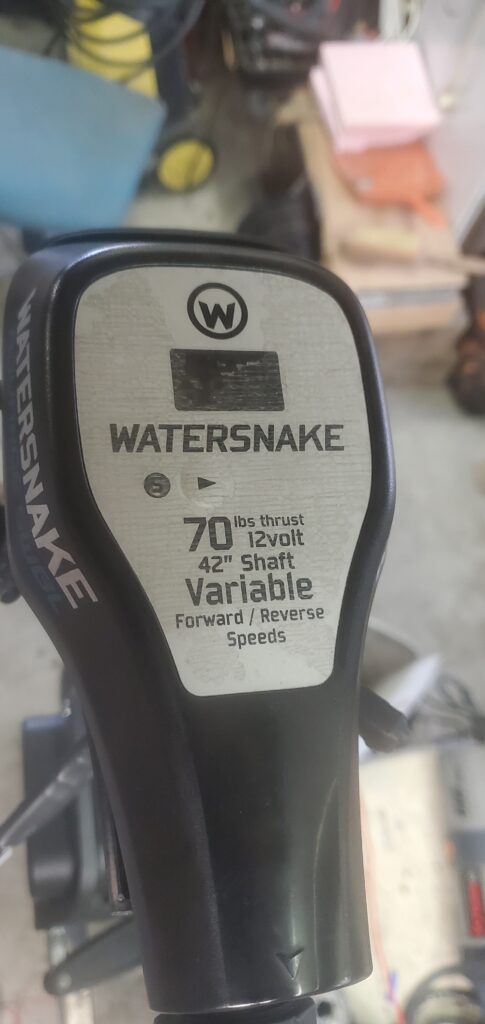 W
WATERSNAKE
S
70 lbs thrust
12volt
42" Shaft
Variable
Forward / Reverse
Speeds
WATERSNAKE